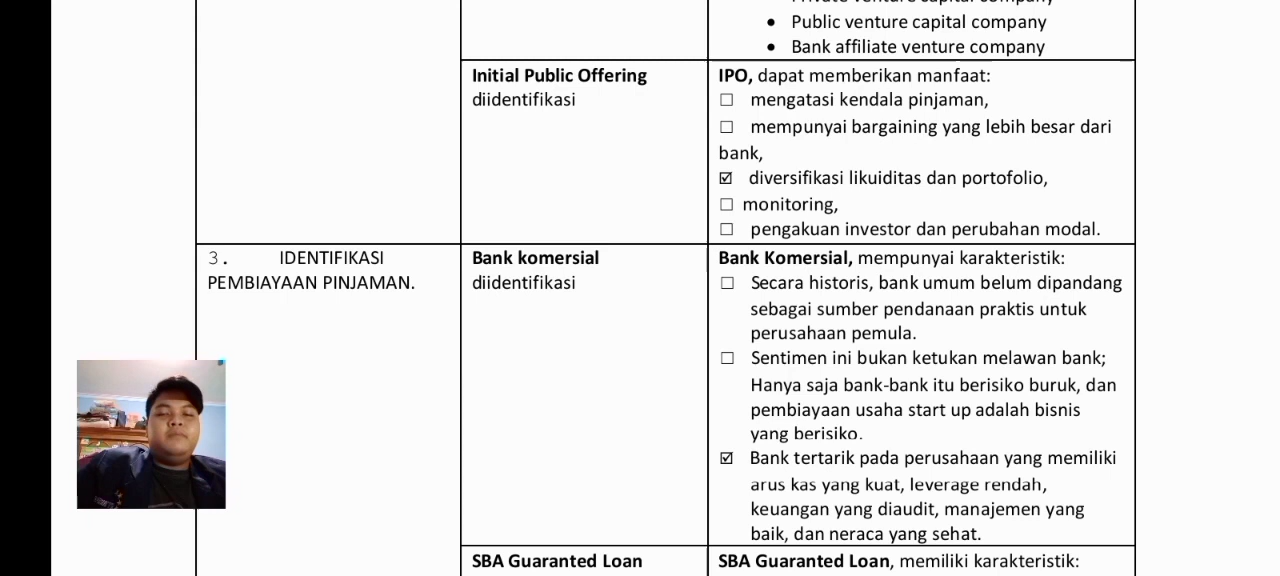 Public venture capital company
Bank affiliate venture company
Initial Public Offering
diidentifikasi
IPO, dapat memberikan manfaat:
☐ mengatasi kendala pinjaman,
☐ mempunyai bargaining yang lebih besar dari
bank,
☑ diversifikasi likuiditas dan portofolio,
☐ monitoring,
☐ pengakuan investor dan perubahan modal.
3. IDENTIFIKASI
PEMBIAYAAN PINJAMAN.
Bank komersial
diidentifikasi
Bank Komersial, mempunyai karakteristik:
☐ Secara historis, bank umum belum dipandang
sebagai sumber pendanaan praktis untuk
perusahaan pemula.
☐ Sentimen ini bukan ketukan melawan bank;
Hanya saja bank-bank itu berisiko buruk, dan
pembiayaan usaha start up adalah bisnis
yang berisiko.
☑ Bank tertarik pada perusahaan yang memiliki
arus kas yang kuat, leverage rendah,
keuangan yang diaudit, manajemen yang
baik, dan neraca yang sehat.
SBA Guaranted Loan
SBA Guaranted Loan, memiliki karakteristik: